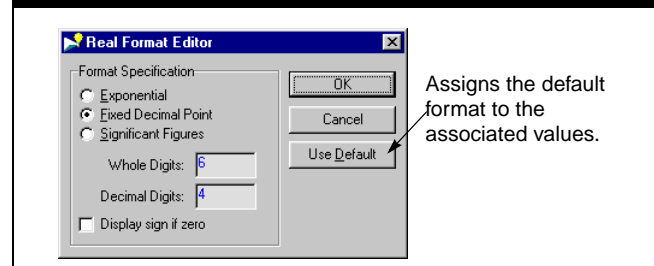 Real Format Editor
Format Specification
Exponential
Fixed Decimal Point
Significant Figures
Whole Digits: 6
Decimal Digits: 4
Display sign if zero
OK
Cancel
Use Default
Assigns the default
format to the
associated values.